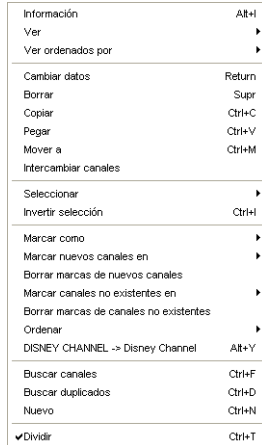 Información Alt+I
Ver
Ver ordenados por
Cambiar datos Return
Borrar Supr
Copiar Ctrl+C
Pegar Ctrl+V
Mover a Ctrl+M
Intercambiar canales
Seleccionar
Invertir selección Ctrl+I
Marcar como
Marcar nuevos canales en
Borrar marcas de nuevos canales
Marcar canales no existentes en
Borrar marcas de canales no existentes
Ordenar
DISNEY CHANNEL -> Disney Channel Alt+Y
Buscar canales Ctrl+F
Buscar duplicados Ctrl+D
Nuevo Ctrl+N
Dividir Ctrl+T